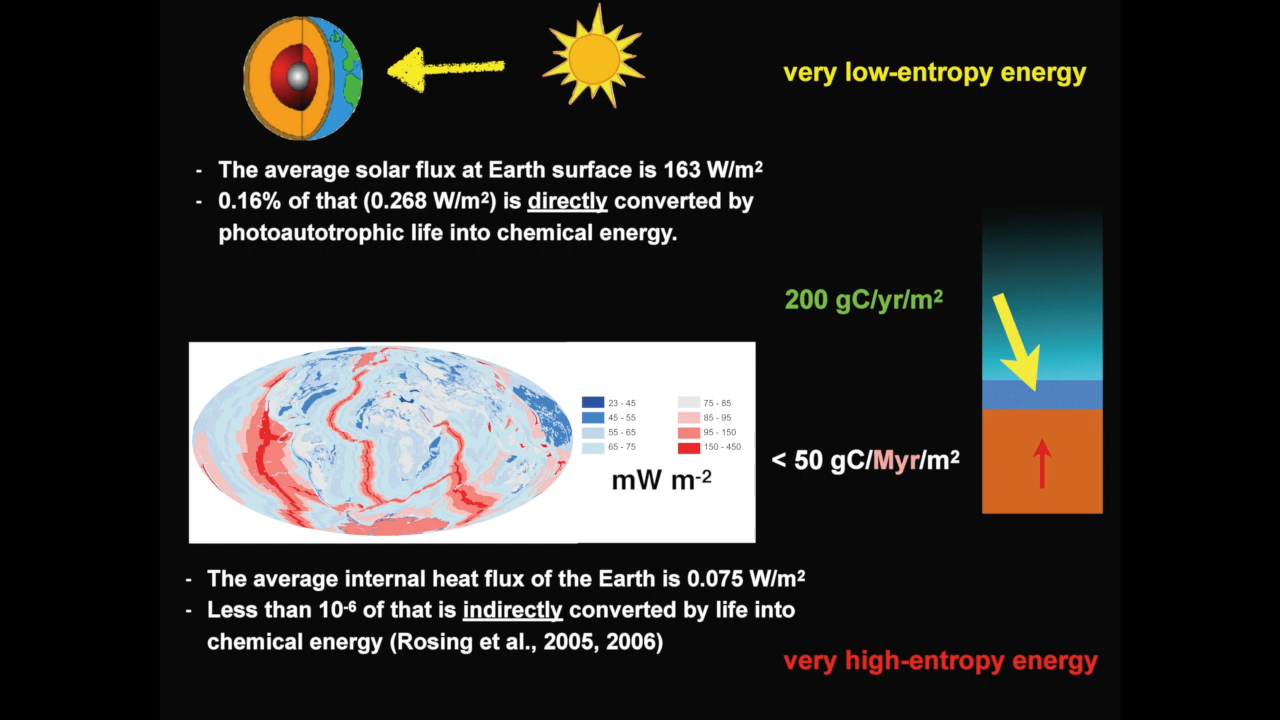 very low-entropy energy
- The average solar flux at Earth surface is 163 W/m²
- 0.16% of that (0.268 W/m²) is directly converted by
photoautotrophic life into chemical energy.
200 gC/yr/m²
23 - 45
45 - 55
55 - 65
65 - 75
75 - 85
85 - 95
95 - 150
150 - 450
mW m⁻²
< 50 gC/Myr/m²
- The average internal heat flux of the Earth is 0.075 W/m²
- Less than 10⁻⁶ of that is indirectly converted by life into
chemical energy (Rosing et al., 2005, 2006)
very high-entropy energy